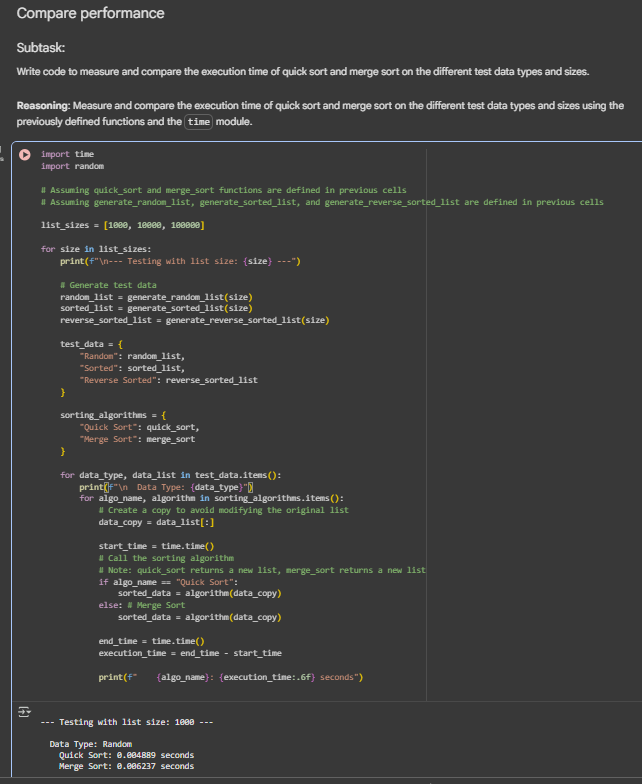 Compare performance
Subtask:
Write code to measure and compare the execution time of quick sort and merge sort on the different test data types and sizes.
Reasoning: Measure and compare the execution time of quick sort and merge sort on the different test data types and sizes using the
previously defined functions and the time module.
import time
import random
# Assuming quick_sort and merge_sort functions are defined in previous cells
# Assuming generate_random_list, generate_sorted_list, and generate_reverse_sorted_list are defined in previous cells
list_sizes = [1000, 10000, 100000]
for size in list_sizes:
    print(f"\n--- Testing with list size: {size} ---")
    # Generate test data
    random_list = generate_random_list(size)
    sorted_list = generate_sorted_list(size)
    reverse_sorted_list = generate_reverse_sorted_list(size)
    test_data = {
        "Random": random_list,
        "Sorted": sorted_list,
        "Reverse Sorted": reverse_sorted_list
    }
    sorting_algorithms = {
        "Quick Sort": quick_sort,
        "Merge Sort": merge_sort
    }
    for data_type, data_list in test_data.items():
        print(f"\n  Data Type: {data_type}")
        for algo_name, algorithm in sorting_algorithms.items():
            # Create a copy to avoid modifying the original list
            data_copy = data_list[:]
            start_time = time.time()
            # Call the sorting algorithm
            # Note: quick_sort returns a new list, merge_sort returns a new list
            if algo_name == "Quick Sort":
                sorted_data = algorithm(data_copy)
            else: # Merge Sort
                sorted_data = algorithm(data_copy)
            end_time = time.time()
            execution_time = end_time - start_time
            print(f"    {algo_name}: {execution_time:.6f} seconds")
--- Testing with list size: 1000 ---
  Data Type: Random
    Quick Sort: 0.004889 seconds
    Merge Sort: 0.006237 seconds